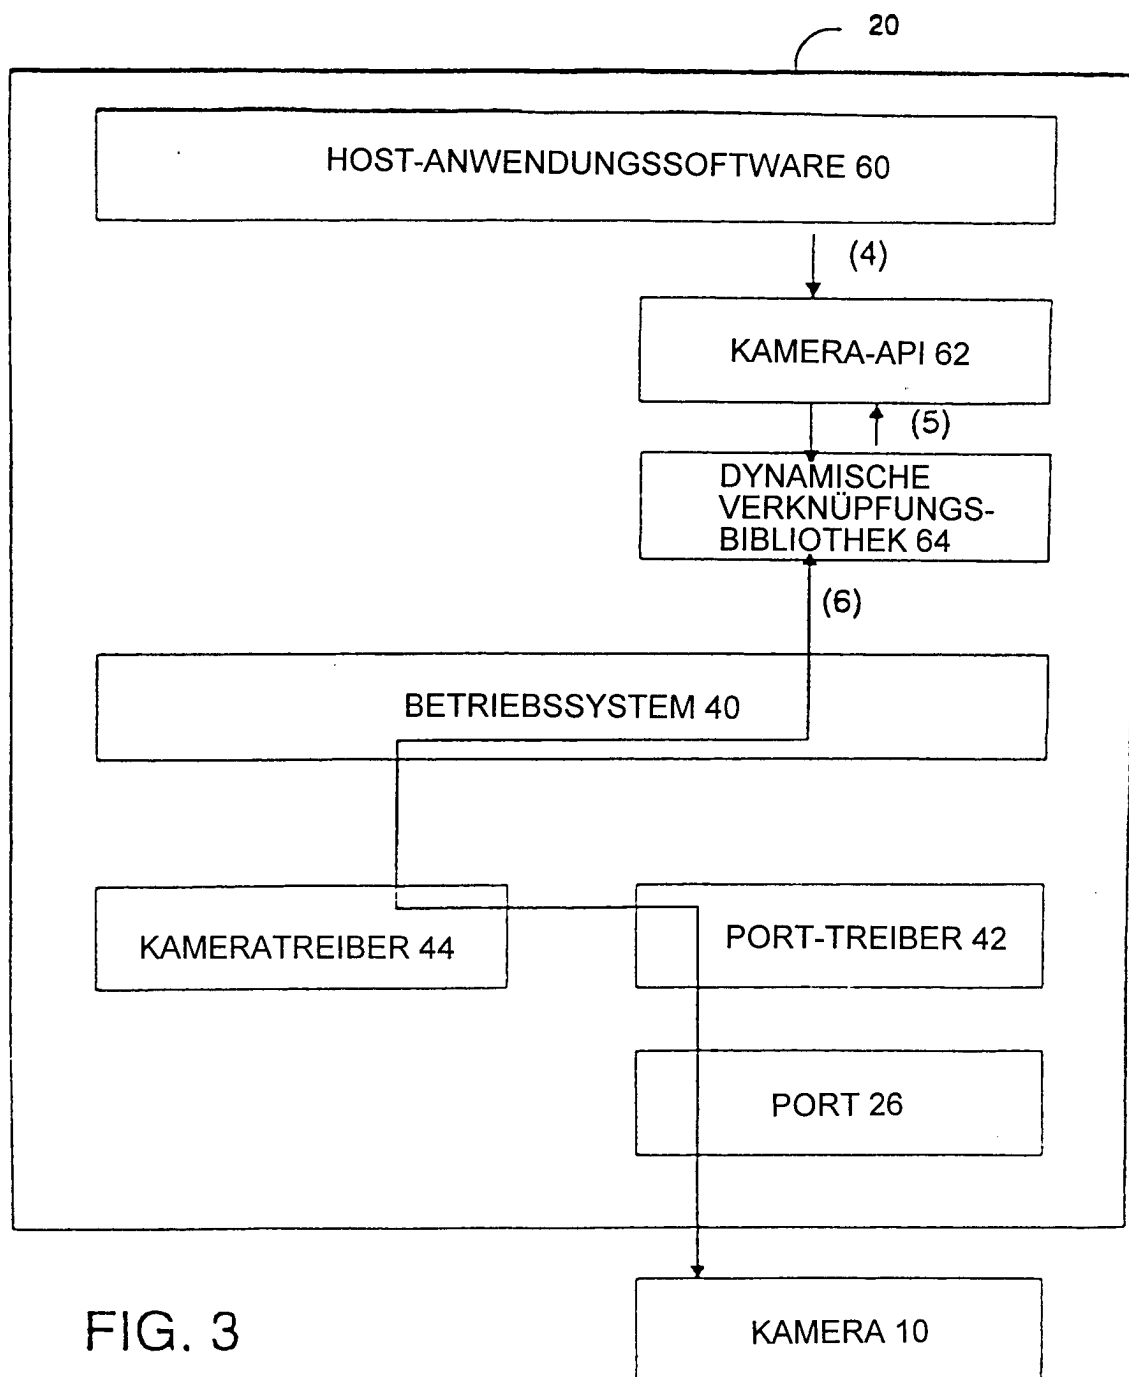 20
HOST-ANWENDUNGSSOFTWARE 60
(4)
KAMERA-API 62
(5)
DYNAMISCHE
VERKNÜPFUNGS-
BIBLIOTHEK 64
(6)
BETRIEBSSYSTEM 40
KAMERATREIBER 44
PORT-TREIBER 42
PORT 26
KAMERA 10
FIG. 3